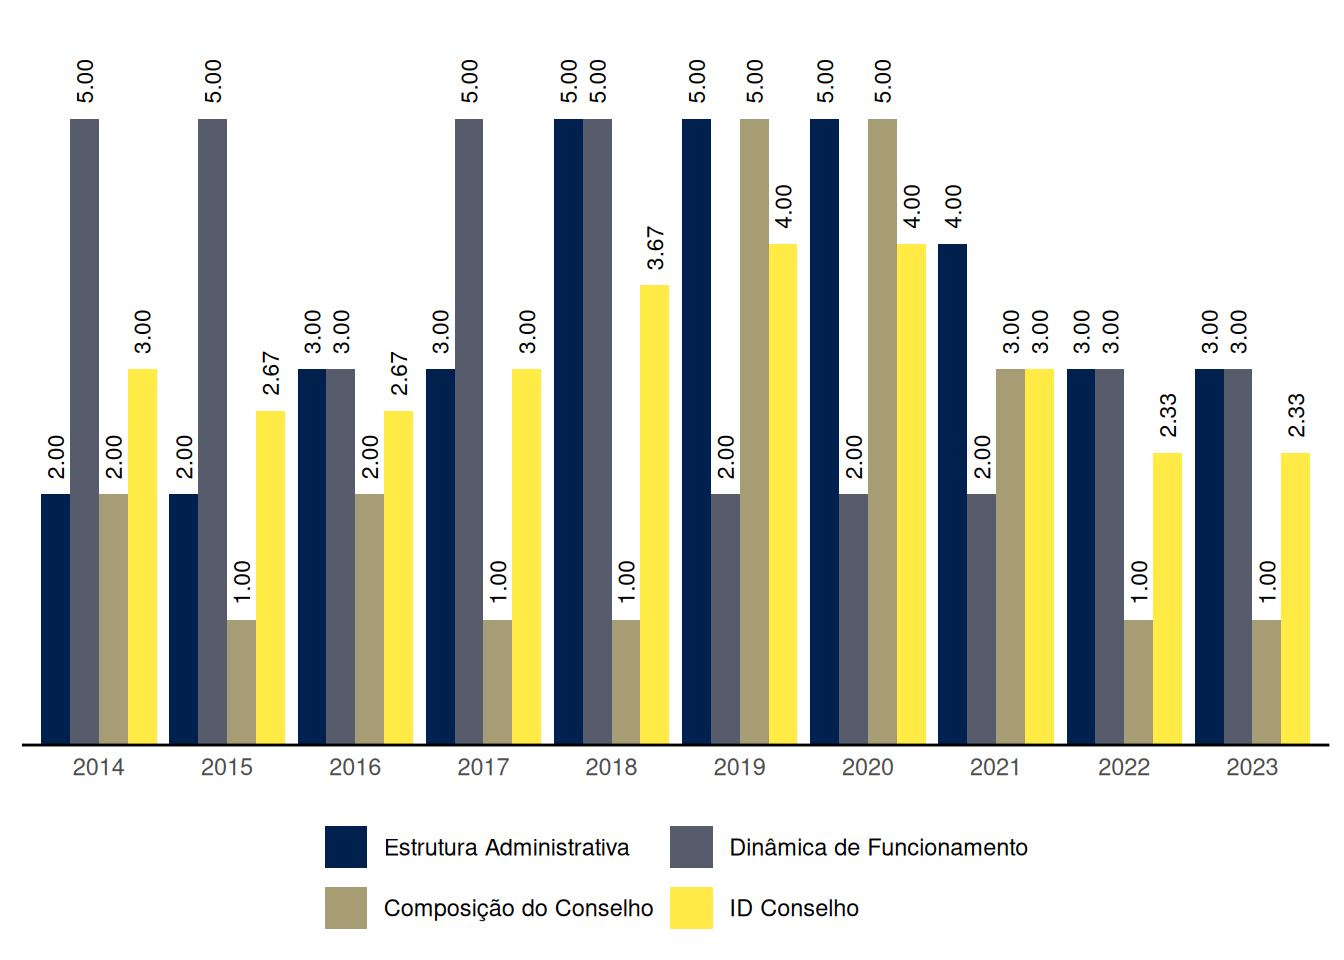 2.00 5.00 2.00 3.00
2.00 5.00 1.00 2.67
3.00 3.00 2.00 2.67
3.00 5.00 1.00 3.00
5.00 5.00 1.00 3.67
5.00 2.00 5.00 4.00
5.00 2.00 5.00 4.00
4.00 2.00 3.00 3.00
3.00 3.00 1.00 2.33
3.00 3.00 1.00 2.33
2014 2015 2016 2017 2018 2019 2020 2021 2022 2023
Estrutura Administrativa Dinâmica de Funcionamento
Composição do Conselho ID Conselho